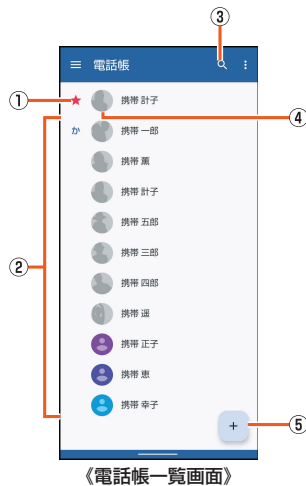 ③
電話帳
①
★ 携帯 計子
④
か 携帯 一郎
携帯 薫
携帯 計子
携帯 五郎
②
携帯 三郎
携帯 四郎
携帯 遥
携帯 正子
携帯 恵
携帯 幸子
+
⑤
《電話帳一覧画面》